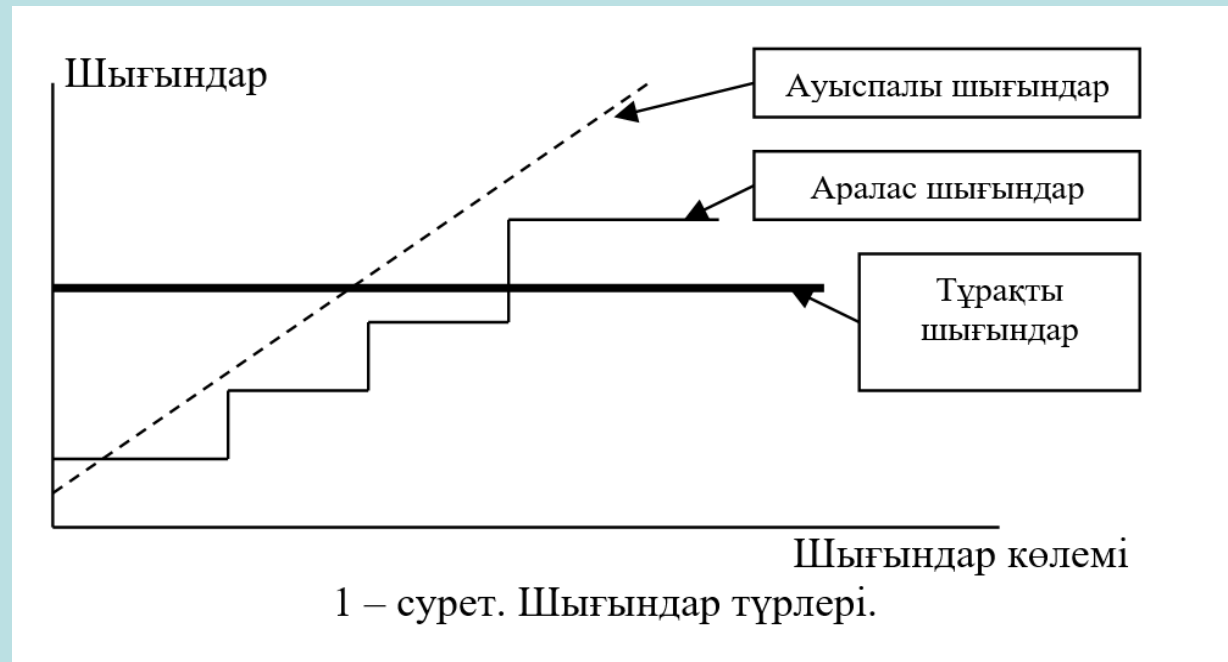 Шығындар
Ауыспалы шығындар
Аралас шығындар
Тұрақты
шығындар
Шығындар көлемі
1 – сурет. Шығындар түрлері.